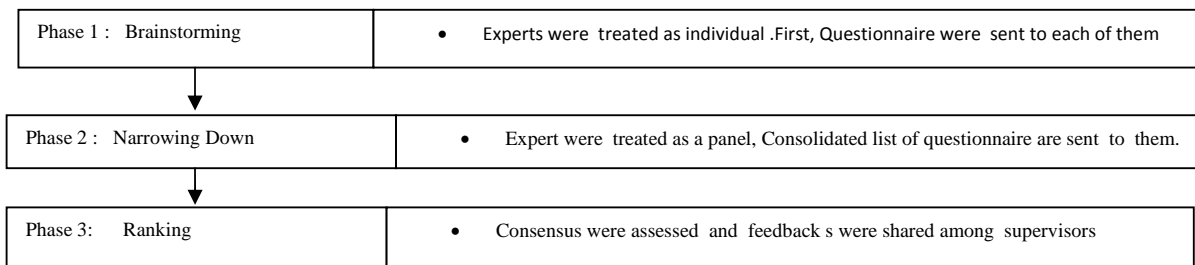 Phase 1 : Brainstorming
• Experts were treated as individual .First, Questionnaire were sent to each of them
Phase 2 : Narrowing Down
• Expert were treated as a panel, Consolidated list of questionnaire are sent to them.
Phase 3: Ranking
• Consensus were assessed and feedback s were shared among supervisors